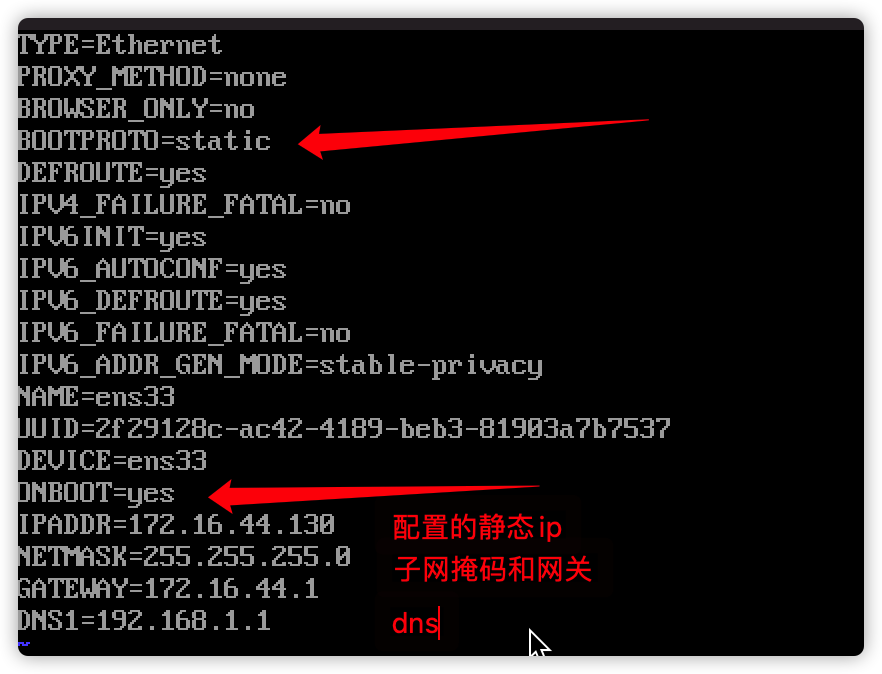 TYPE=Ethernet
PROXY_METHOD=none
BROWSER_ONLY=no
BOOTPROTO=static
DEFROUTE=yes
IPV4_FAILURE_FATAL=no
IPV6INIT=yes
IPV6_AUTOCONF=yes
IPV6_DEFROUTE=yes
IPV6_FAILURE_FATAL=no
IPV6_ADDR_GEN_MODE=stable-privacy
NAME=ens33
UUID=2f29128c-ac42-4189-beb3-81903a7b7537
DEVICE=ens33
ONBOOT=yes
IPADDR=172.16.44.130 配置的静态ip
NETMASK=255.255.255.0 子网掩码和网关
GATEWAY=172.16.44.1
DNS1=192.168.1.1 dns
~